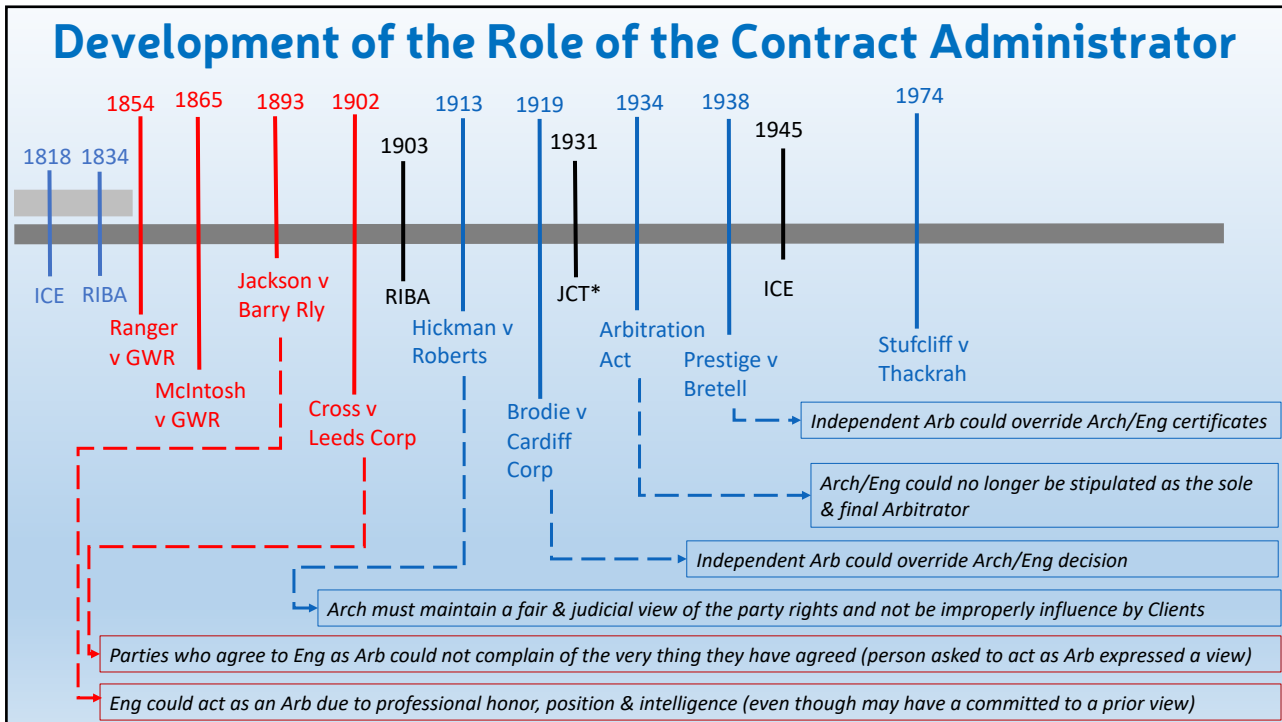 Development of the Role of the Contract Administrator
1818
1834
1854
1865
1893
1902
1903
1913
1919
1931
1934
1938
1945
1974
ICE
RIBA
Ranger
v GWR
McIntosh
v GWR
Jackson v
Barry Rly
Cross v
Leeds Corp
RIBA
Hickman v
Roberts
Brodie v
Cardiff
Corp
JCT*
Arbitration
Act
Prestige v
Bretell
ICE
Stufcliff v
Thackrah
Independent Arb could override Arch/Eng certificates
Arch/Eng could no longer be stipulated as the sole
& final Arbitrator
Independent Arb could override Arch/Eng decision
Arch must maintain a fair & judicial view of the party rights and not be improperly influence by Clients
Parties who agree to Eng as Arb could not complain of the very thing they have agreed (person asked to act as Arb expressed a view)
Eng could act as an Arb due to professional honor, position & intelligence (even though may have a committed to a prior view)